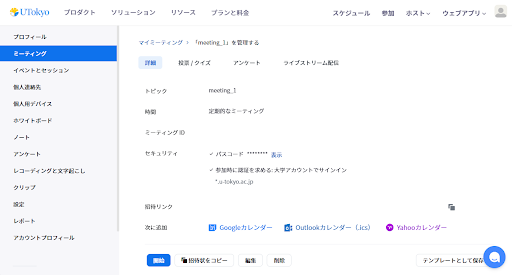 UTokyo プロダクト ソリューション リソース プランと料金 スケジュール 参加 ホスト ウェブアプリ
プロフィール
ミーティング
イベントとセッション
個人連絡先
個人用デバイス
ホワイトボード
ノート
アンケート
レコーディングと文字起こし
クリップ
設定
レポート
アカウントプロフィール
マイミーティング › 「meeting_1」を管理する
詳細 投票 / クイズ アンケート ライブストリーム配信
トピック meeting_1
時間 定期的なミーティング
ミーティング ID
セキュリティ ✓ パスコード ******** 表示
✓ 参加時に認証を求める: 大学アカウントでサインイン
*.u-tokyo.ac.jp
招待リンク
次に追加 Googleカレンダー Outlookカレンダー（.ics） Yahooカレンダー
開始 招待状をコピー 編集 削除 テンプレートとして保存